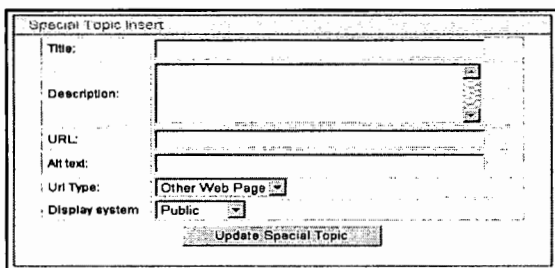 Special Topic Insert
Title:
Description:
URL:
Alt text:
Url Type: Other Web Page
Display system Public
Update Special Topic